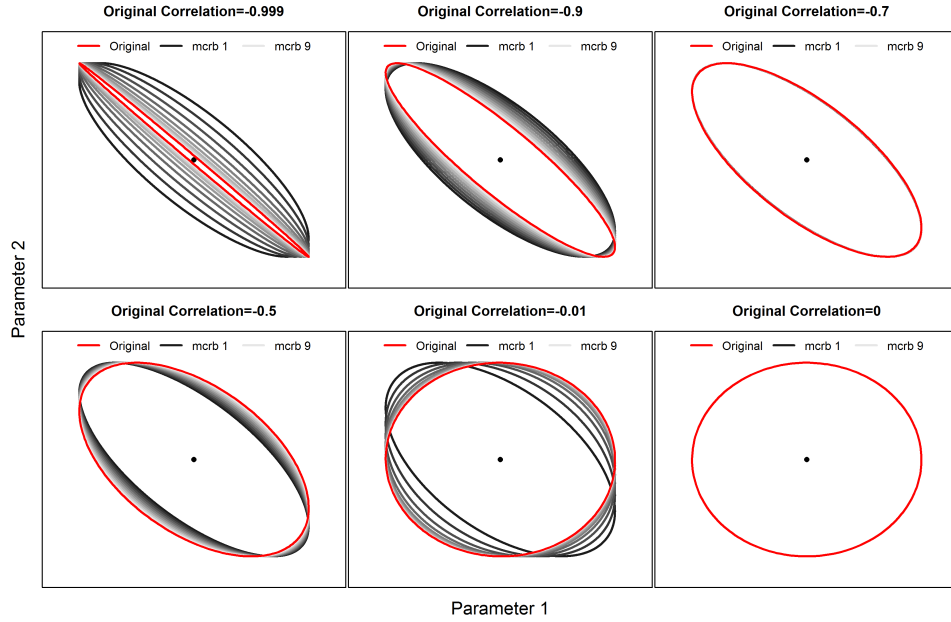 Original Correlation=-0.999
Original mcrb 1 mcrb 9
Original Correlation=-0.9
Original mcrb 1 mcrb 9
Original Correlation=-0.7
Original mcrb 1 mcrb 9
Parameter 2
Original Correlation=-0.5
Original mcrb 1 mcrb 9
Original Correlation=-0.01
Original mcrb 1 mcrb 9
Original Correlation=0
Original mcrb 1 mcrb 9
Parameter 1